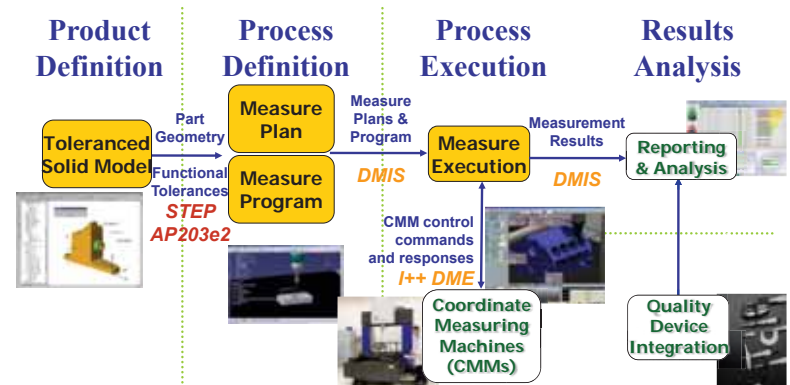 Product
Definition
Process
Definition
Process
Execution
Results
Analysis
Toleranced
Solid Model
Part
Geometry
Functional
Tolerances
STEP
AP203e2
Measure
Plan
Measure
Program
Measure
Plans &
Program
DMIS
Measure
Execution
Measurement
Results
DMIS
Reporting
& Analysis
CMM control
commands
and responses
I++ DME
Coordinate
Measuring
Machines
(CMMs)
Quality
Device
Integration